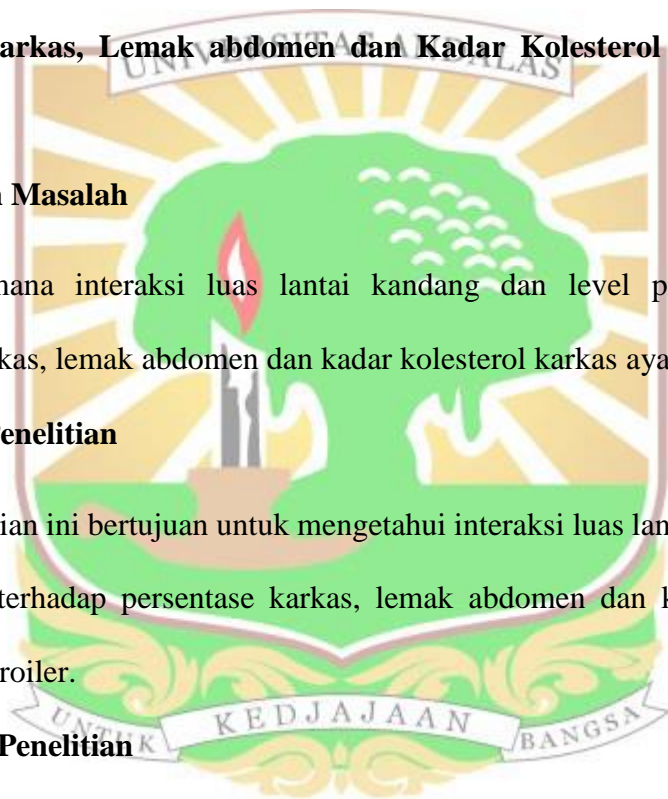 arkas, Lemak abdomen dan Kadar Kolesterol
UNIVERSITAS ANDALAS
Masalah
mana interaksi luas lantai kandang dan level p
kas, lemak abdomen dan kadar kolesterol karkas aya
Penelitian
ian ini bertujuan untuk mengetahui interaksi luas lan
terhadap persentase karkas, lemak abdomen dan k
roiler.
UNTUK KEDJAJAAN BANGSA
Penelitian